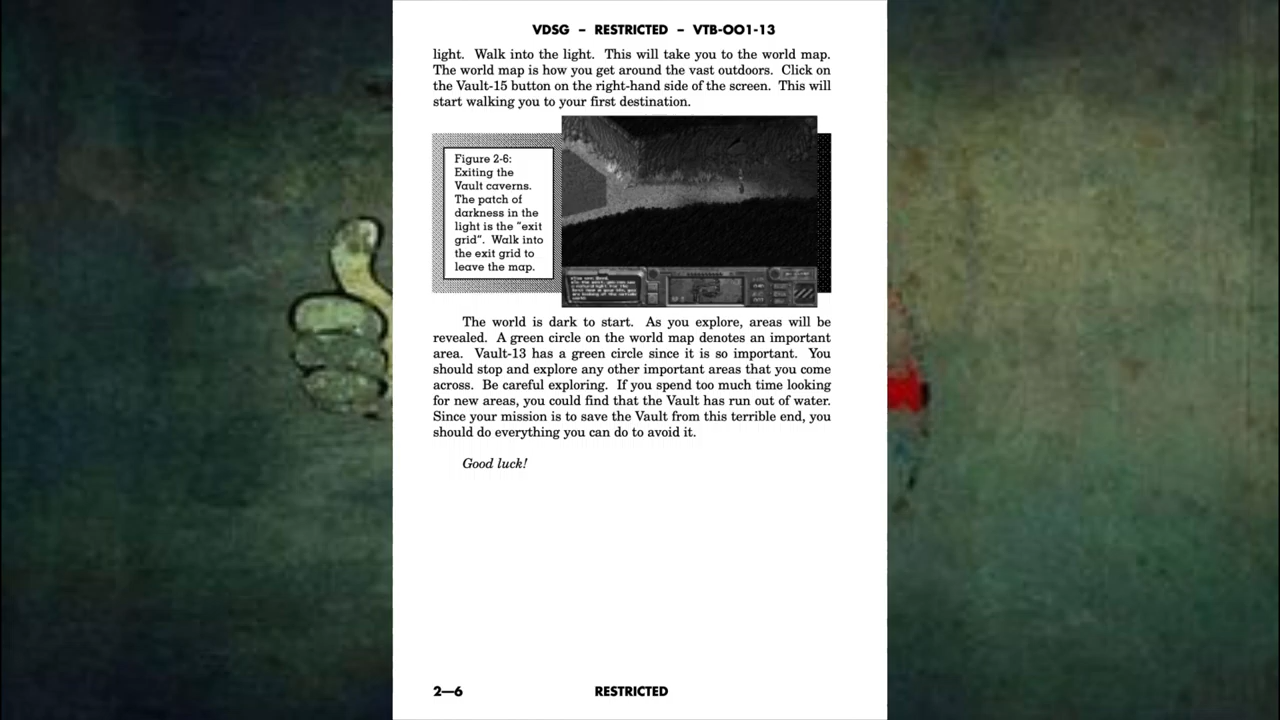 VDSG – RESTRICTED – VTB-001-13
light. Walk into the light. This will take you to the world map.
The world map is how you get around the vast outdoors. Click on
the Vault-15 button on the right-hand side of the screen. This will
start walking you to your first destination.
Figure 2-6:
Exiting the
Vault caverns.
The patch of
darkness in the
light is the “exit
grid”. Walk into
the exit grid to
leave the map.
The world is dark to start. As you explore, areas will be
revealed. A green circle on the world map denotes an important
area. Vault-13 has a green circle since it is so important. You
should stop and explore any other important areas that you come
across. Be careful exploring. If you spend too much time looking
for new areas, you could find that the Vault has run out of water.
Since your mission is to save the Vault from this terrible end, you
should do everything you can do to avoid it.
Good luck!
2—6
RESTRICTED